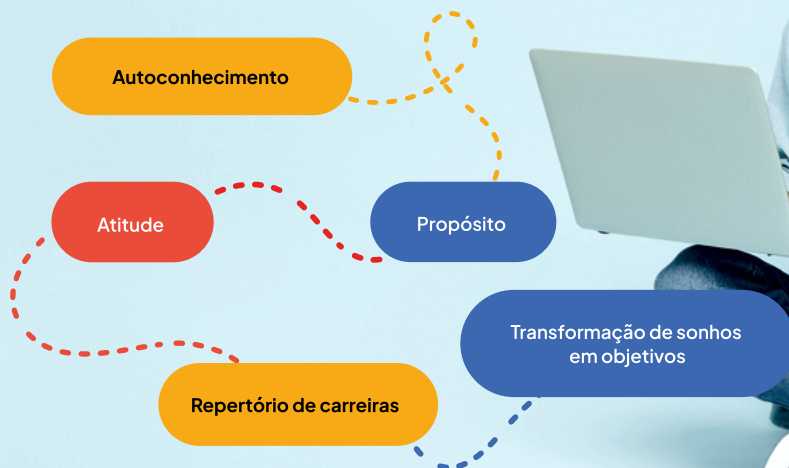 Autoconhecimento
Atitude
Propósito
Transformação de sonhos
em objetivos
Repertório de carreiras